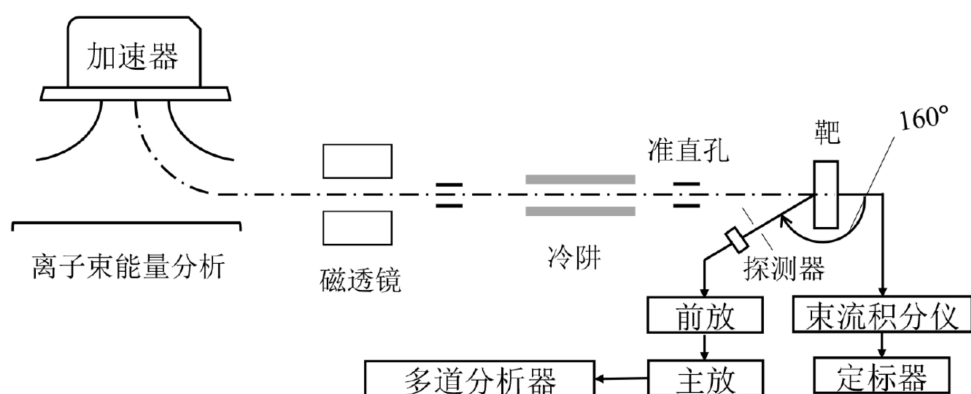 加速器
160°
靶
准直孔
离子束能量分析
磁透镜
冷阱
探测器
前放
束流积分仪
多道分析器
主放
定标器